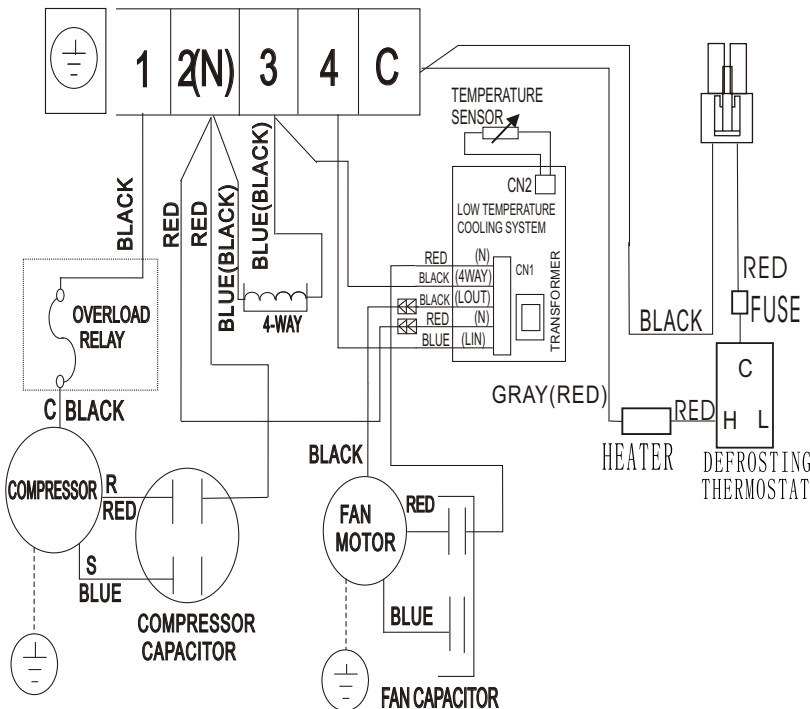 1 2(N) 3 4 C
TEMPERATURE
SENSOR
CN2
LOW TEMPERATURE
COOLING SYSTEM
BLACK
RED
RED
BLUE(BLACK)
BLUE(BLACK)
4-WAY
RED (N)
BLACK (4WAY)
BLACK (LOUT)
RED (N)
BLUE (LIN)
CN1
TRANSFORMER
OVERLOAD
RELAY
C BLACK
COMPRESSOR
R
RED
S
BLUE
COMPRESSOR
CAPACITOR
BLACK
FAN
MOTOR
RED
BLUE
FAN CAPACITOR
BLACK
RED
FUSE
GRAY(RED)
HEATER
RED
C
H L
DEFROSTING
THERMOSTAT